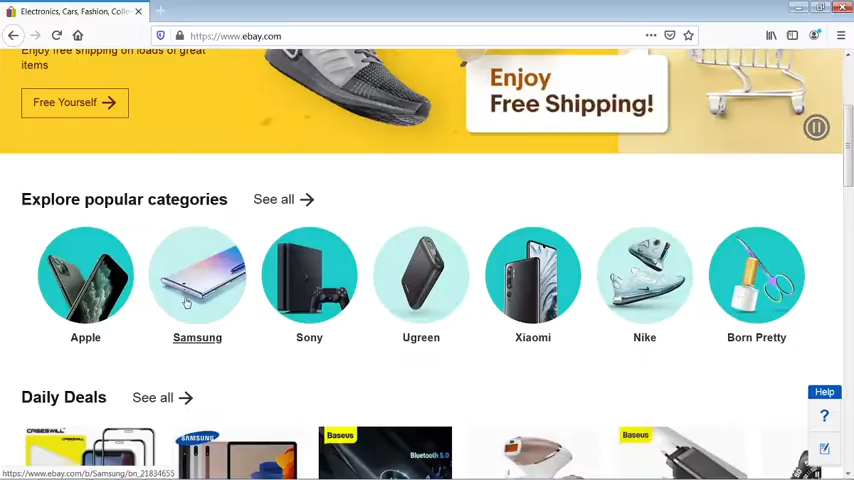 Electronics, Cars, Fashion, Colle
https://www.ebay.com
Enjoy free shipping on loads of great
items
Free Yourself
Enjoy
Free Shipping!
Explore popular categories
See all
Apple
Samsung
Sony
Ugreen
Xiaomi
Nike
Born Pretty
Daily Deals
See all
Help
?
CASESWILL
SAMSUNG
Baseus
Bluetooth 5.0
Baseus
https://www.ebay.com/b/Samsung/bn_21834655